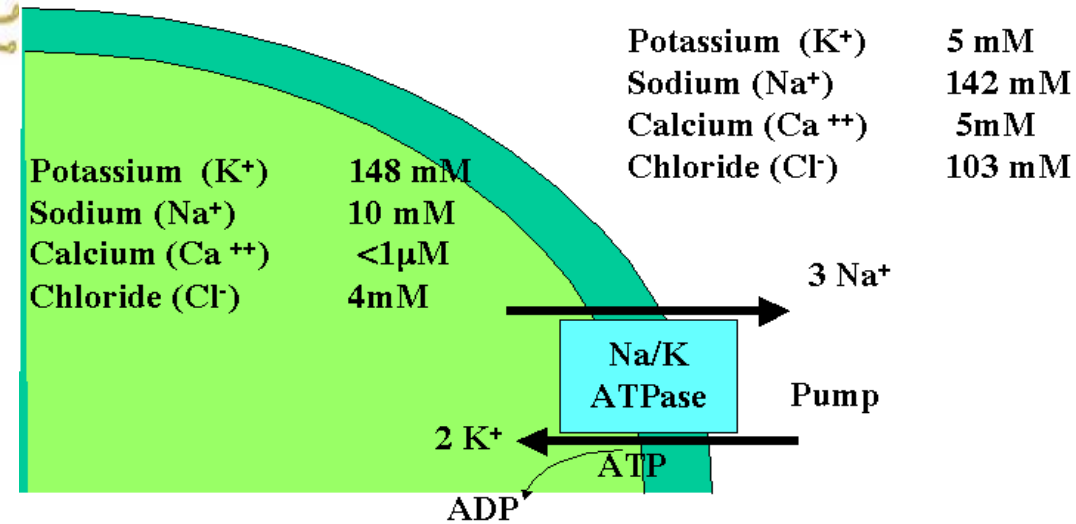 Potassium (K⁺) 5 mM
Sodium (Na⁺) 142 mM
Calcium (Ca ⁺⁺) 5mM
Chloride (Cl⁻) 103 mM
Potassium (K⁺) 148 mM
Sodium (Na⁺) 10 mM
Calcium (Ca ⁺⁺) <1μM
Chloride (Cl⁻) 4mM
3 Na⁺
Na/K
ATPase
Pump
2 K⁺
ATP
ADP